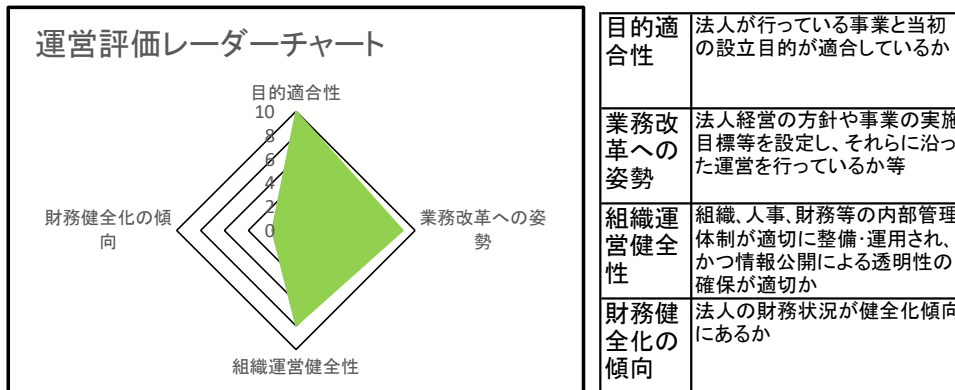 運営評価レーダーチャート
目的適合性
10
8
6
4
2
0
業務改革への姿
勢
組織運営健全性
財務健全化の傾
向
目的適
合性
法人が行っている事業と当初
の設立目的が適合しているか
業務改
革への
姿勢
法人経営の方針や事業の実施
目標等を設定し、それらに沿っ
た運営を行っているか等
組織運
営健全
性
組織、人事、財務等の内部管理
体制が適切に整備・運用され、
かつ情報公開による透明性の
確保が適切か
財務健
全化の
傾向
法人の財務状況が健全化傾向
にあるか